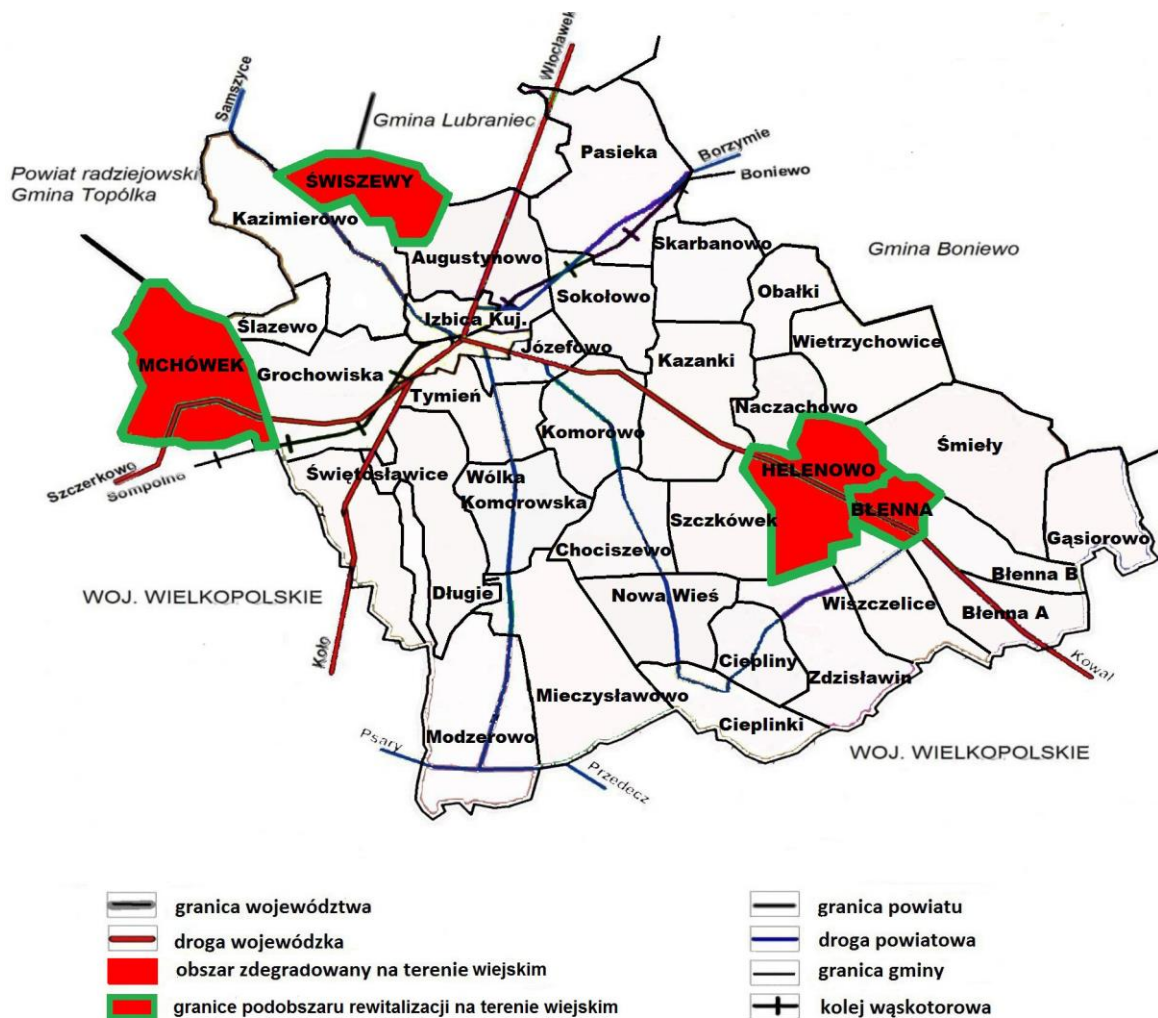 Włocławek
Samszyce
Gmina Lubraniec
Pasieka
Borzymie
Boniewo
Powiat radziejowski
Gmina Topólka
ŚWISZEWY
Kazimierowo
Skarbanowo
Gmina Boniewo
Augustynowo
Sokołowo
Obałki
Izbica Kuj.
Ślazewo
Józefowo
Wietrzychowice
MCHÓWEK
Grochowiska
Kazanki
Tymień
Naczachowo
Komorowo
Śmieły
Szczerkowo
Sompolno
Świętosławice
Wólka
Komorowska
HELENOWO
BŁENNA
Szczkówek
Chociszewo
Gąsiorowo
WOJ. WIELKOPOLSKIE
Długie
Nowa Wieś
Wiszczelice
Błenna B
Błenna A
Koło
Ciepliny
Zdzisławin
Kowal
Mieczysławowo
Cieplinki
Modzerowo
Psary
Przedecz
WOJ. WIELKOPOLSKIE
granica województwa
droga wojewódzka
obszar zdegradowany na terenie wiejskim
granice podobszaru rewitalizacji na terenie wiejskim
granica powiatu
droga powiatowa
granica gminy
kolej wąskotorowa